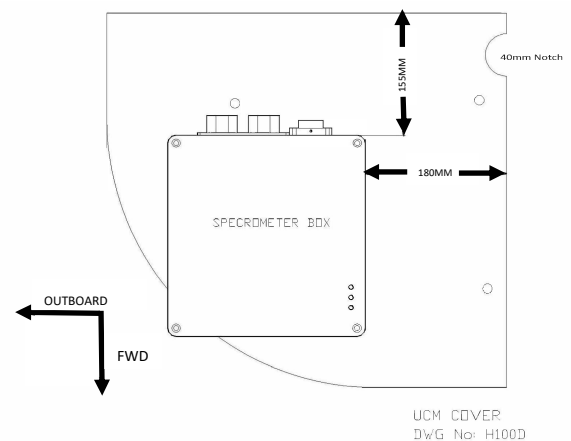 155MM
40mm Notch
180MM
SPECROMETER BOX
OUTBOARD
FWD
UCM COVER
DWG No: H100D